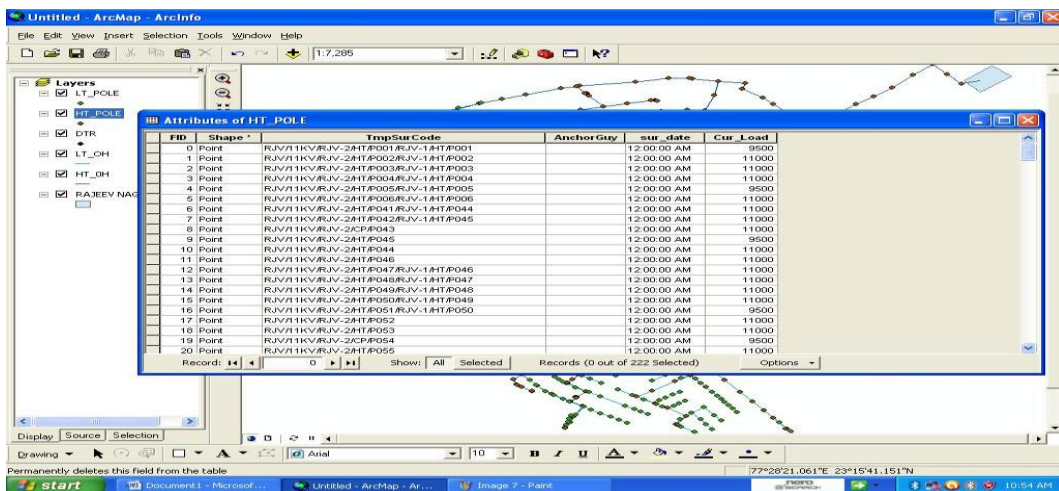 Untitled - ArcMap - ArcInfo
File Edit View Insert Selection Tools Window Help
1:7,285
Layers
LT_POLE
HT_POLE
DTR
LT_OH
HT_OH
RAJEEV NAG
Attributes of HT_POLE
FID Shape * TmpSurCode AnchorGuy sur_date Cur_Load
0 Point RJV/11KV/RJV-2/HT/P001/RJV-1/HT/P001 12:00:00 AM 9500
1 Point RJV/11KV/RJV-2/HT/P002/RJV-1/HT/P002 12:00:00 AM 11000
2 Point RJV/11KV/RJV-2/HT/P003/RJV-1/HT/P003 12:00:00 AM 11000
3 Point RJV/11KV/RJV-2/HT/P004/RJV-1/HT/P004 12:00:00 AM 11000
4 Point RJV/11KV/RJV-2/HT/P005/RJV-1/HT/P005 12:00:00 AM 9500
5 Point RJV/11KV/RJV-2/HT/P006/RJV-1/HT/P006 12:00:00 AM 11000
6 Point RJV/11KV/RJV-2/HT/P041/RJV-1/HT/P044 12:00:00 AM 11000
7 Point RJV/11KV/RJV-2/HT/P042/RJV-1/HT/P045 12:00:00 AM 11000
8 Point RJV/11KV/RJV-2/CP/P043 12:00:00 AM 11000
9 Point RJV/11KV/RJV-2/HT/P045 12:00:00 AM 9500
10 Point RJV/11KV/RJV-2/HT/P044 12:00:00 AM 11000
11 Point RJV/11KV/RJV-2/HT/P046 12:00:00 AM 11000
12 Point RJV/11KV/RJV-2/HT/P047/RJV-1/HT/P046 12:00:00 AM 11000
13 Point RJV/11KV/RJV-2/HT/P048/RJV-1/HT/P047 12:00:00 AM 11000
14 Point RJV/11KV/RJV-2/HT/P049/RJV-1/HT/P048 12:00:00 AM 11000
15 Point RJV/11KV/RJV-2/HT/P050/RJV-1/HT/P049 12:00:00 AM 11000
16 Point RJV/11KV/RJV-2/HT/P051/RJV-1/HT/P050 12:00:00 AM 9500
17 Point RJV/11KV/RJV-2/HT/P052 12:00:00 AM 11000
18 Point RJV/11KV/RJV-2/HT/P053 12:00:00 AM 11000
19 Point RJV/11KV/RJV-2/CP/P054 12:00:00 AM 9500
20 Point RJV/11KV/RJV-2/HT/P055 12:00:00 AM 11000
Record: 0 Show: All Selected Records (0 out of 222 Selected) Options
Display Source Selection
Drawing Arial 10 B I U A
Permanently deletes this field from the table 77°28'21.061"E 23°15'41.151"N
start Document1 - Microsof... Untitled - ArcMap - Ar... Image 7 - Paint nero SEARCH 10:54 AM